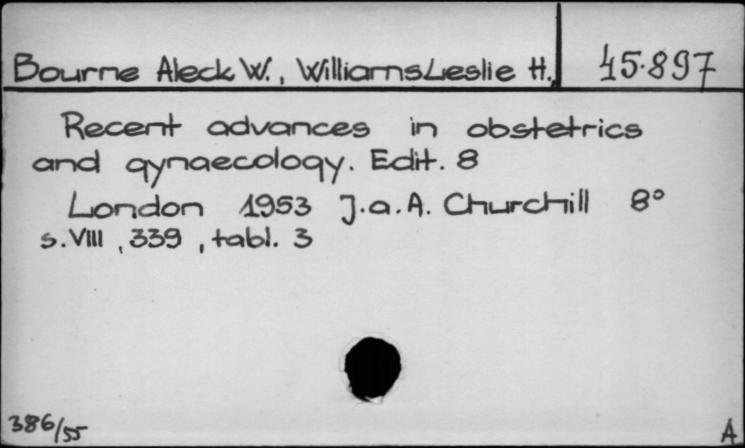 Bourne Aleck W., Williams Leslie H. 45.897
Recent advances in obstetrics
and gynaecology. Edit. 8
London 1953 J.a.A. Churchill 8°
s.VIII, 339, tabl. 3
386/55
A